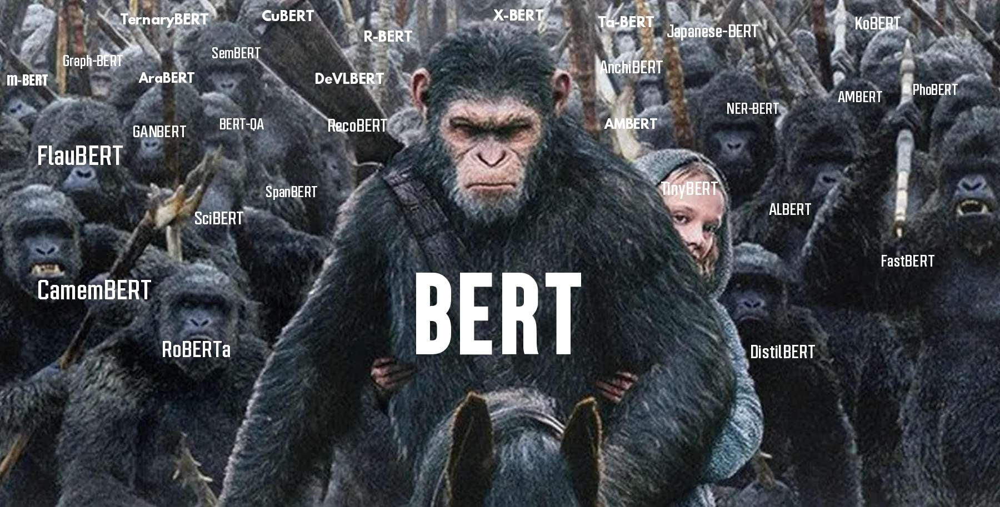 TernaryBERT
CuBERT
X-BERT
Ta-BERT
Japanese-BERT
KoBERT
R-BERT
SemBERT
Graph-BERT
AnchiBERT
m-BERT
AraBERT
DeVLBERT
PhoBERT
AMBERT
NER-BERT
GANBERT
BERT-QA
RecoBERT
AMBERT
FlauBERT
SpanBERT
TinyBERT
SciBERT
ALBERT
FastBERT
CamemBERT
BERT
RoBERTa
DistilBERT